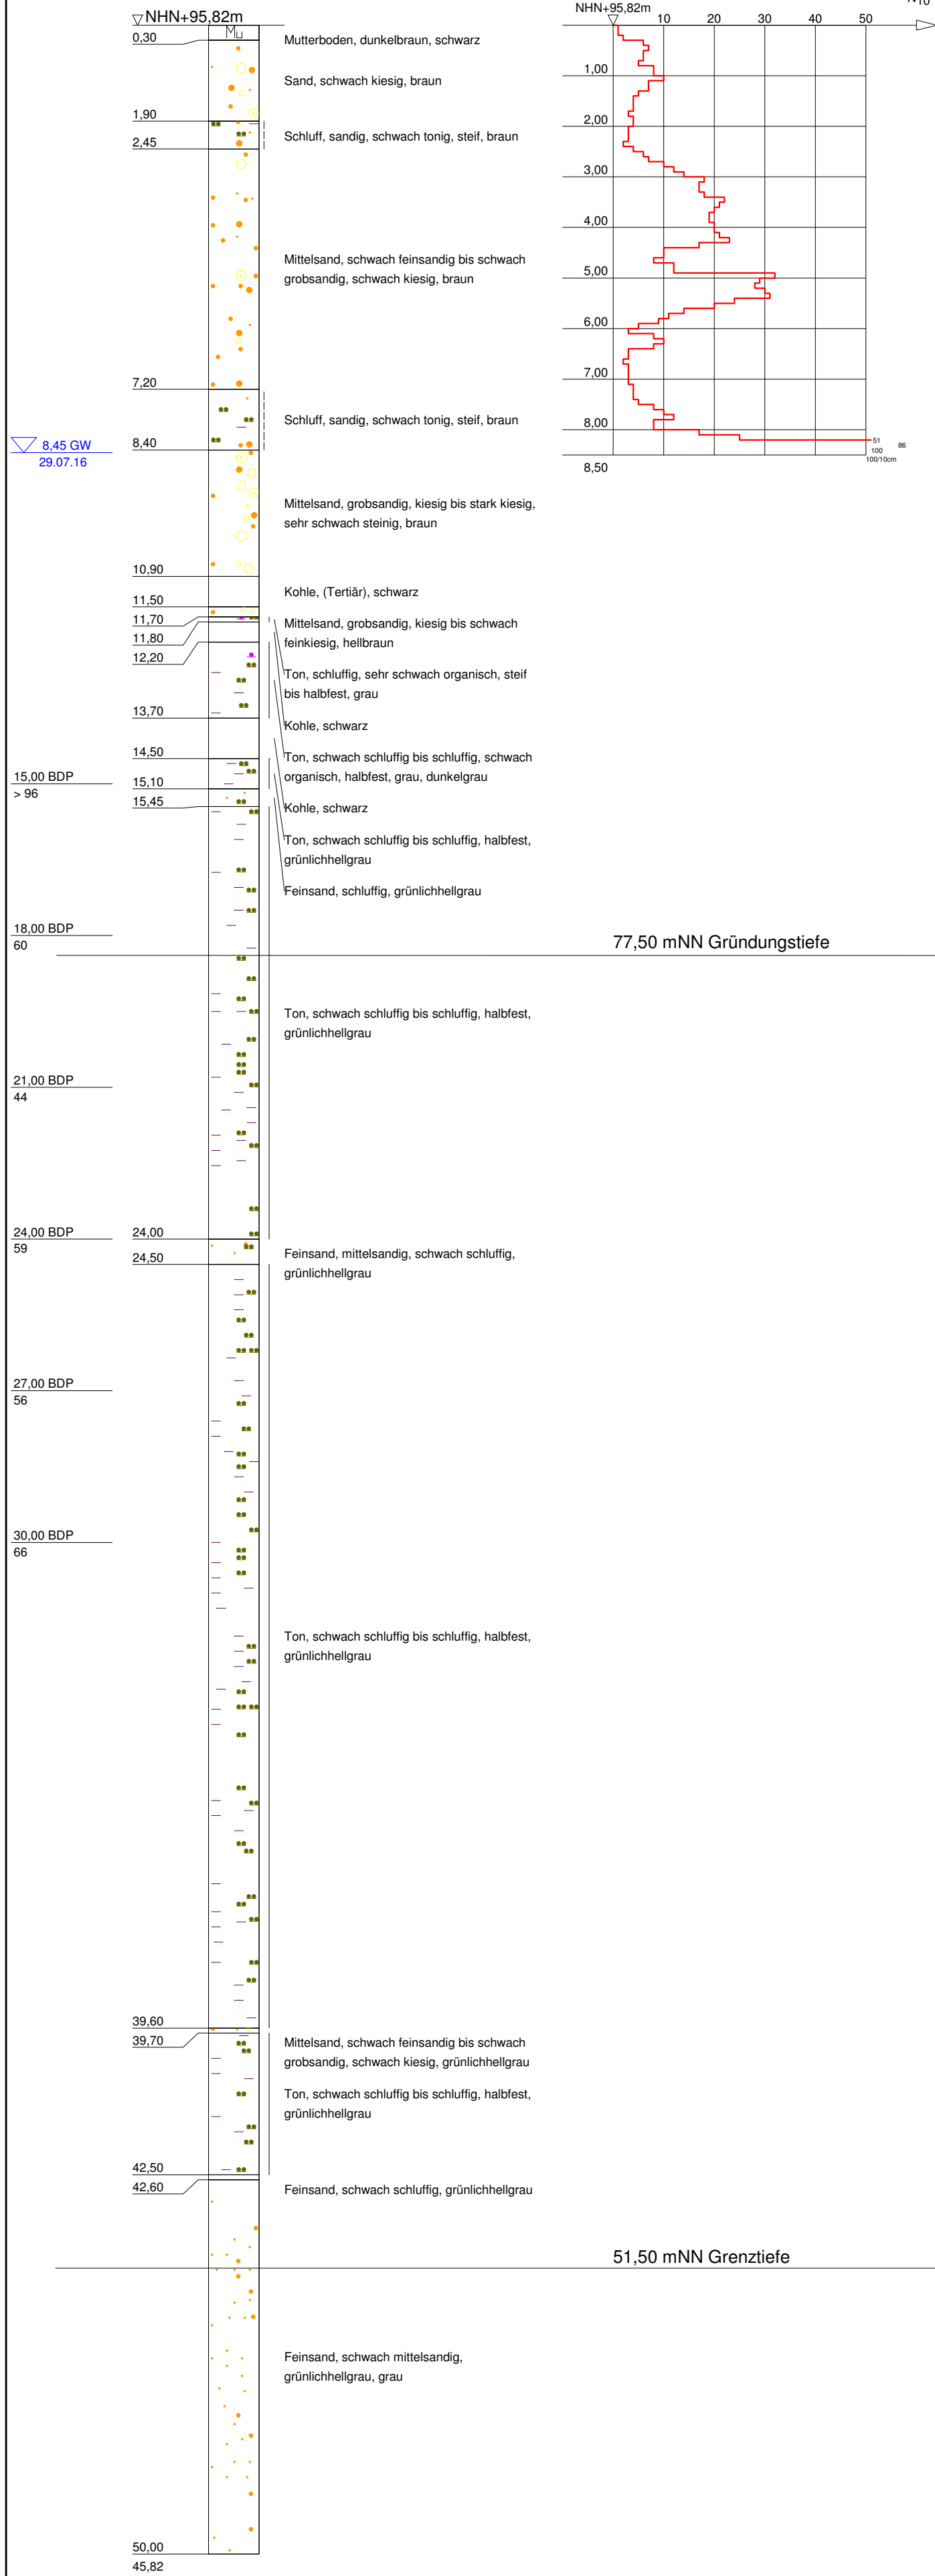 NHN+95,82m
Mu
0,30
Mutterboden, dunkelbraun, schwarz
Sand, schwach kiesig, braun
1,90
Schluff, sandig, schwach tonig, steif, braun
2,45
Mittelsand, schwach feinsandig bis schwach
grobsandig, schwach kiesig, braun
7,20
Schluff, sandig, schwach tonig, steif, braun
8,40
8,45 GW
29.07.16
Mittelsand, grobsandig, kiesig bis stark kiesig,
sehr schwach steinig, braun
10,90
Kohle, (Tertiär), schwarz
11,50
11,70
Mittelsand, grobsandig, kiesig bis schwach
feinkiesig, hellbraun
11,80
12,20
Ton, schluffig, sehr schwach organisch, steif
bis halbfest, grau
13,70
Kohle, schwarz
14,50
Ton, schwach schluffig bis schluffig, schwach
organisch, halbfest, grau, dunkelgrau
15,00 BDP
> 96
15,10
15,45
Kohle, schwarz
Ton, schwach schluffig bis schluffig, halbfest,
grünlichhellgrau
Feinsand, schluffig, grünlichhellgrau
18,00 BDP
60
77,50 mNN Gründungstiefe
Ton, schwach schluffig bis schluffig, halbfest,
grünlichhellgrau
21,00 BDP
44
24,00 BDP
59
24,00
24,50
Feinsand, mittelsandig, schwach schluffig,
grünlichhellgrau
27,00 BDP
56
30,00 BDP
66
Ton, schwach schluffig bis schluffig, halbfest,
grünlichhellgrau
39,60
39,70
Mittelsand, schwach feinsandig bis schwach
grobsandig, schwach kiesig, grünlichhellgrau
Ton, schwach schluffig bis schluffig, halbfest,
grünlichhellgrau
42,50
42,60
Feinsand, schwach schluffig, grünlichhellgrau
51,50 mNN Grenztiefe
Feinsand, schwach mittelsandig,
grünlichhellgrau, grau
50,00
45,82
NHN+95,82m
10 20 30 40 50
1,00
2,00
3,00
4,00
5,00
6,00
7,00
8,00
8,50
51
86
100
100/10cm